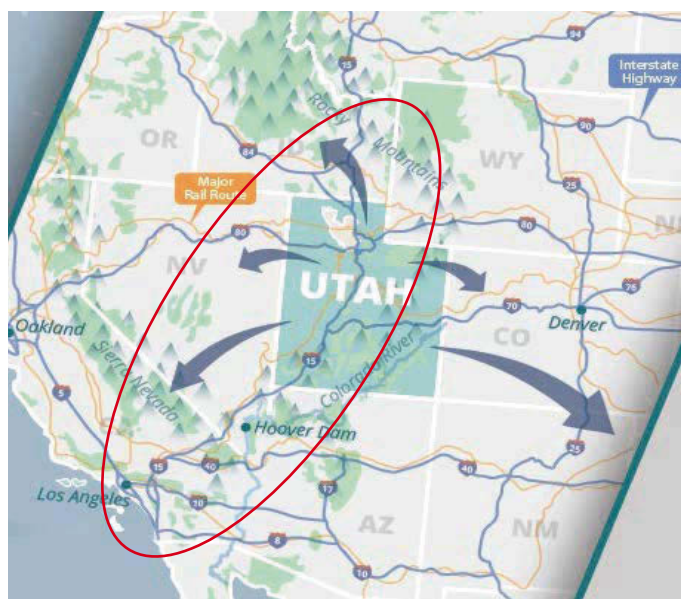 94
15
Interstate
Highway
Rocky
Mountains
OR
ID
84
90
WY
25
Major
Rail Route
80
80
NV
UTAH
76
70
Oakland
Denver
CO
Sierra Nevada
15
Colorado River
5
Hoover Dam
25
15
40
40
Los Angeles
17
10
AZ
NM
8
10